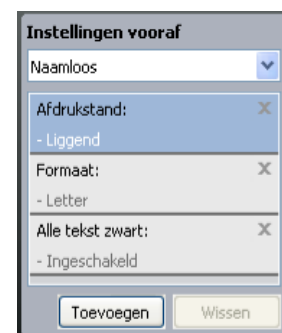 Instellingen vooraf
Naamloos
Afdrukstand:
- Liggend
Formaat:
- Letter
Alle tekst zwart:
- Ingeschakeld
Toevoegen Wissen